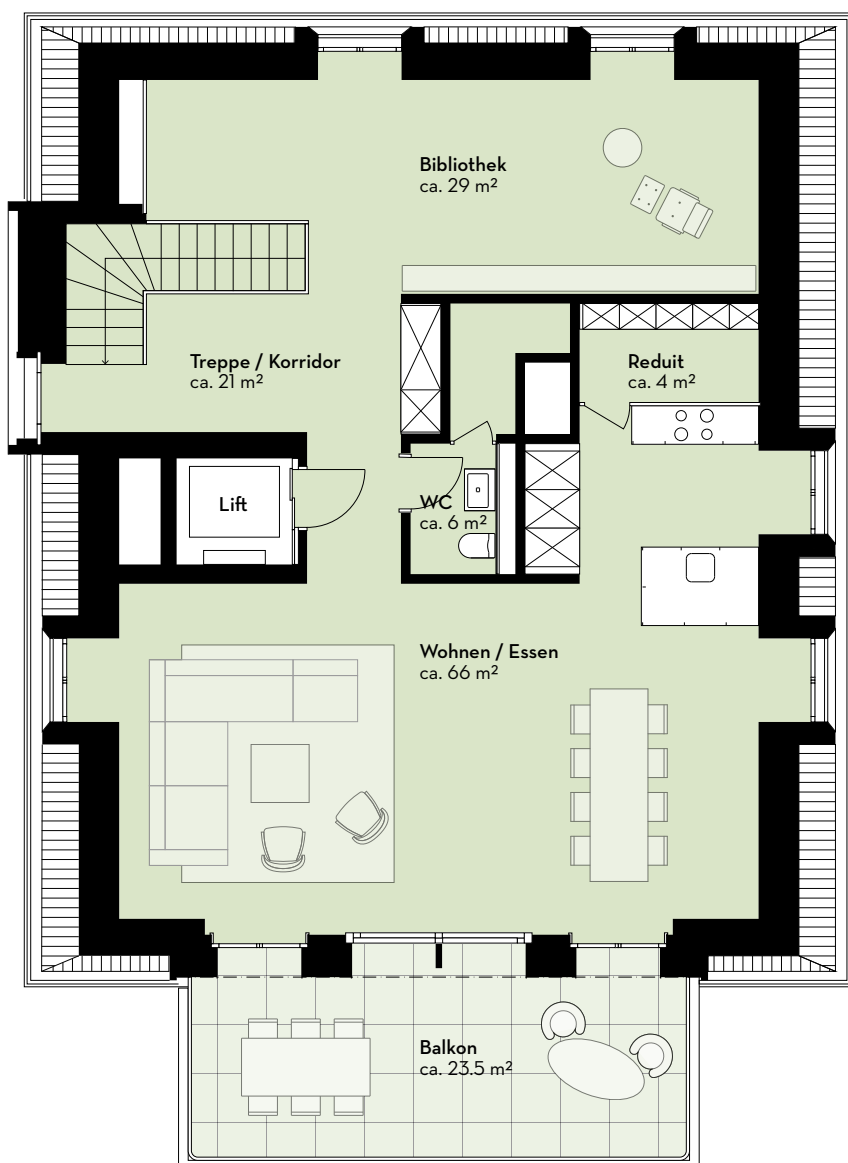 Bibliothek
ca. 29 m²
Treppe / Korridor
ca. 21 m²
Reduit
ca. 4 m²
Lift
WC
ca. 6 m²
Wohnen / Essen
ca. 66 m²
Balkon
ca. 23.5 m²